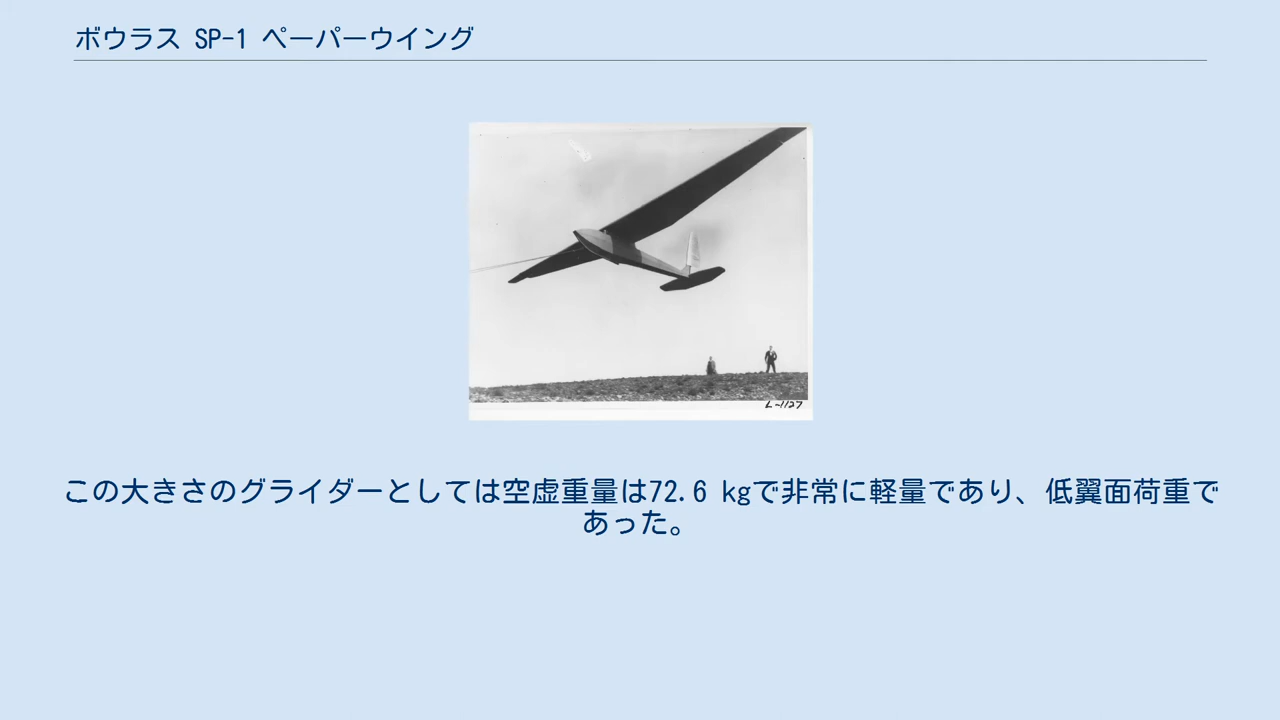 ボウラス SP-1 ペーパーウイング
L-1127
この大きさのグライダーとしては空虚重量は72.6 kgで非常に軽量であり、低翼面荷重で
あった。